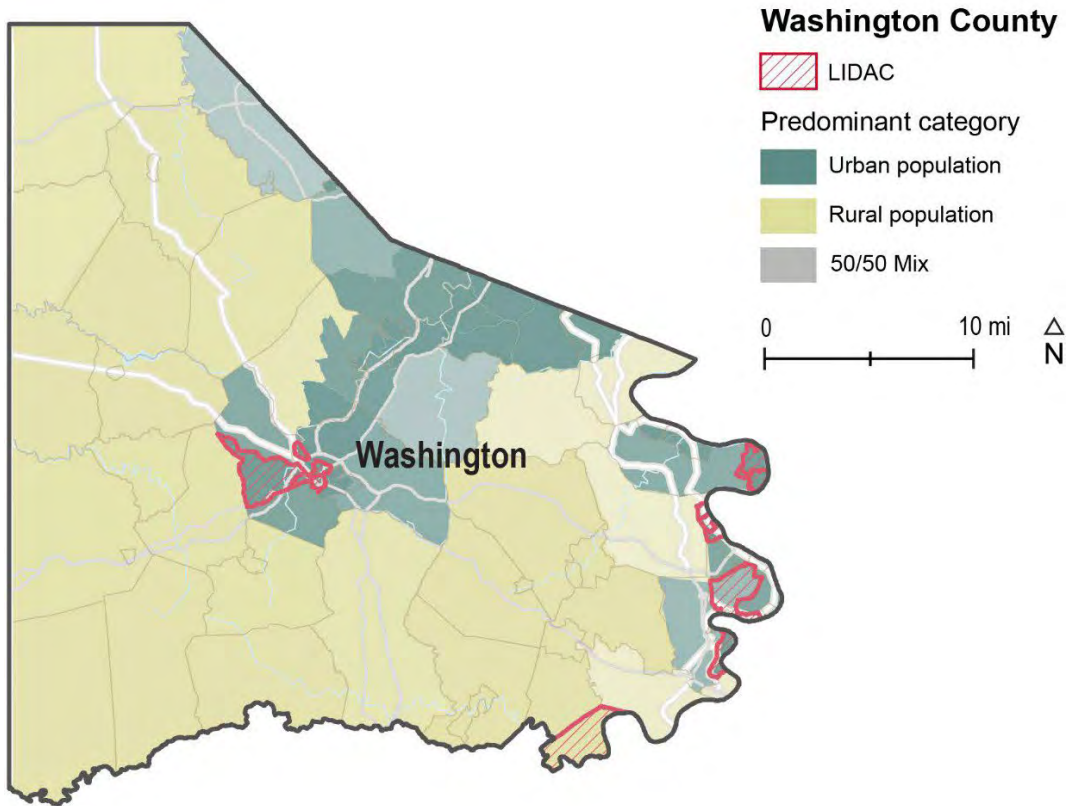 Washington County
LIDAC
Predominant category
Urban population
Rural population
50/50 Mix
0 10 mi
N
Washington